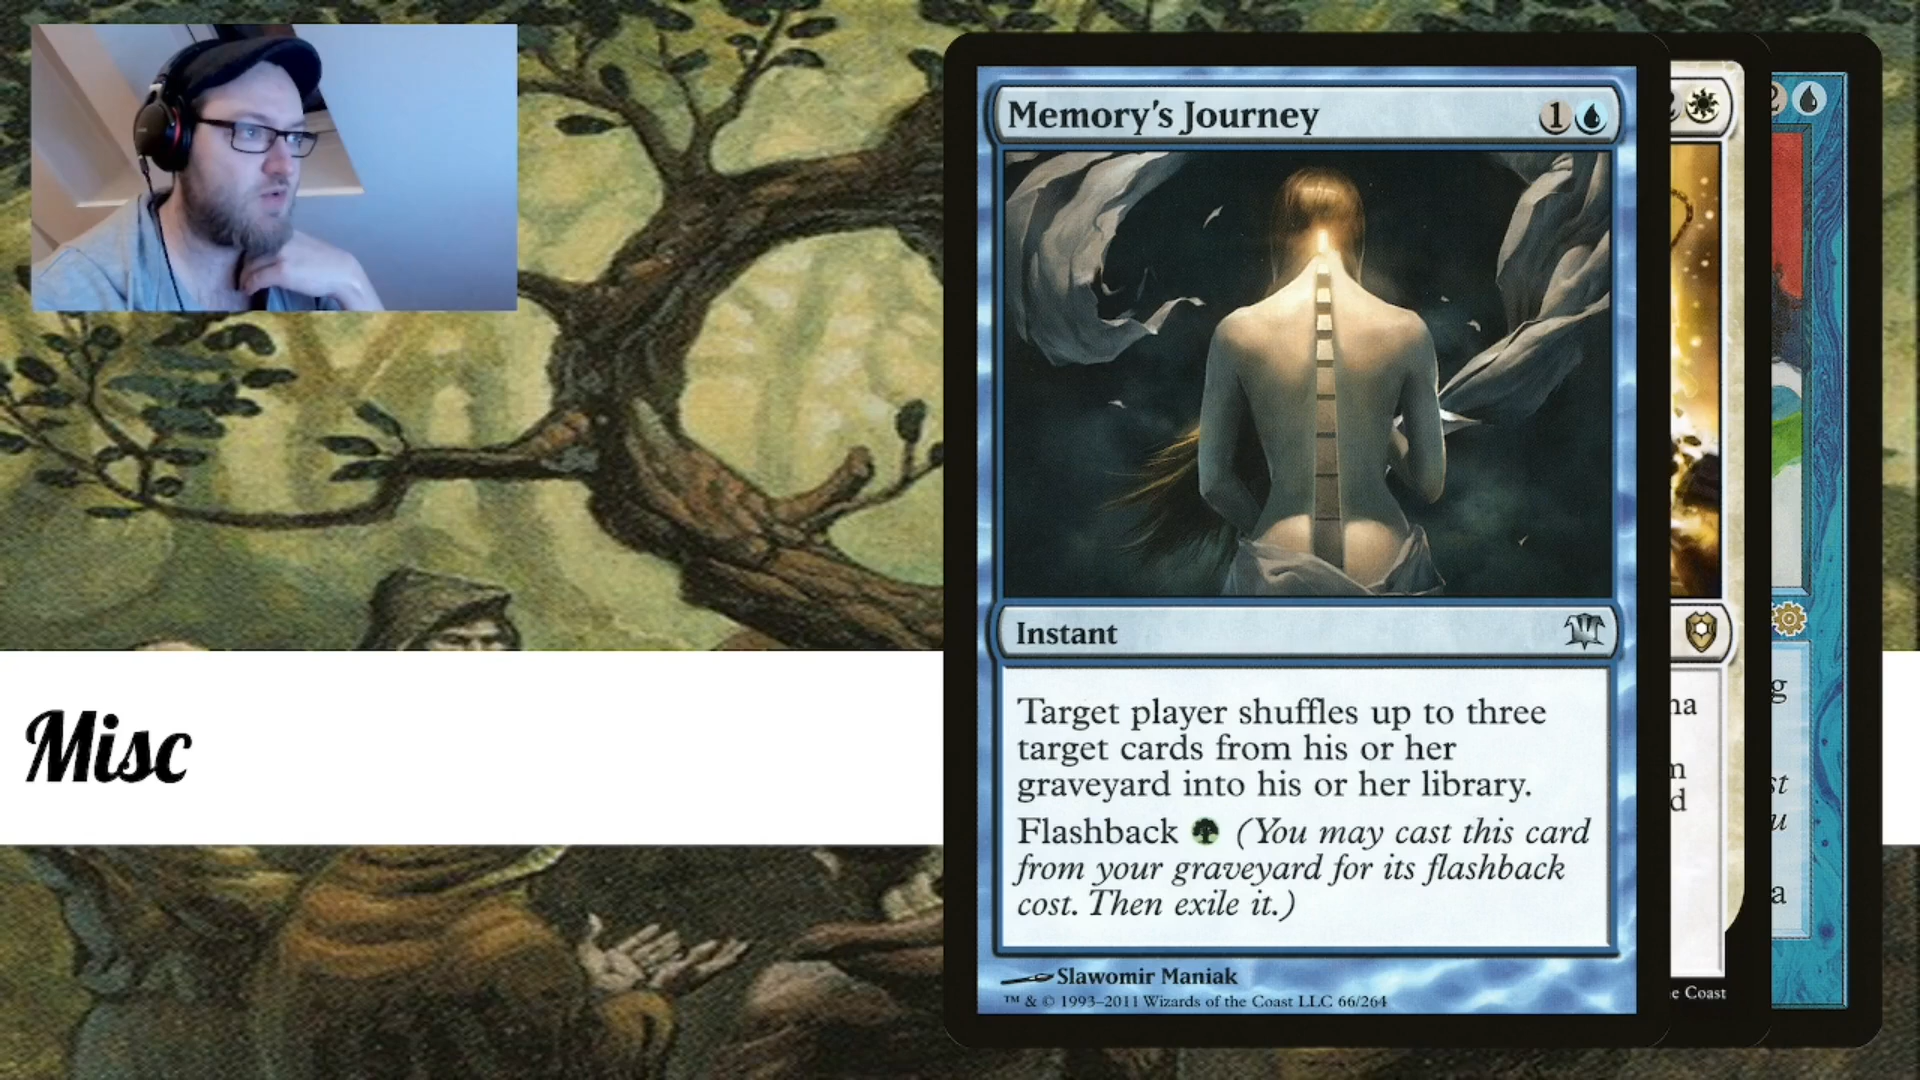 Memory's Journey
1
2
Instant
Target player shuffles up to three
target cards from his or her
graveyard into his or her library.
Flashback (You may cast this card
from your graveyard for its flashback
cost. Then exile it.)
Slawomir Maniak
™ & © 1993–2011 Wizards of the Coast LLC 66/264
Misc
Coast
g
a